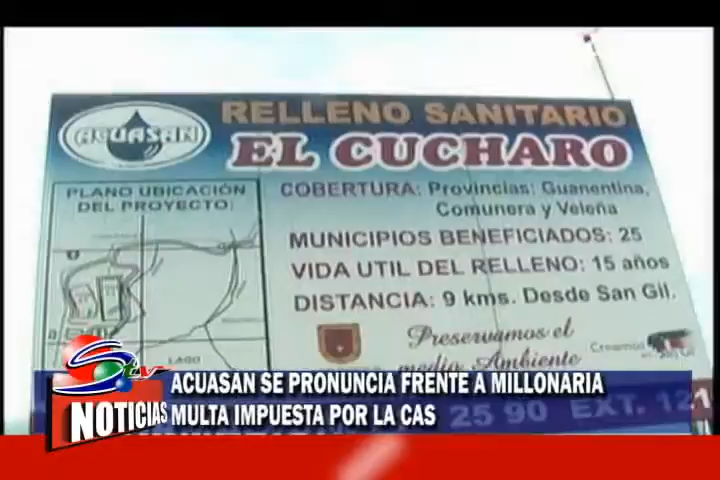 ACUASAN
RELLENO SANITARIO
EL CUCHARO
PLANO UBICACIÓN
DEL PROYECTO:
LAGO
COBERTURA: Provincias: Guanentina,
Comunera y Veleña
MUNICIPIOS BENEFICIADOS: 25
VIDA UTIL DEL RELLENO: 15 años
DISTANCIA: 9 kms. Desde San Gil.
Preservamos el
medio Ambiente
Creamos
25 90 EXT. 121
STV
NOTICIAS
ACUASAN SE PRONUNCIA FRENTE A MILLONARIA
MULTA IMPUESTA POR LA CAS